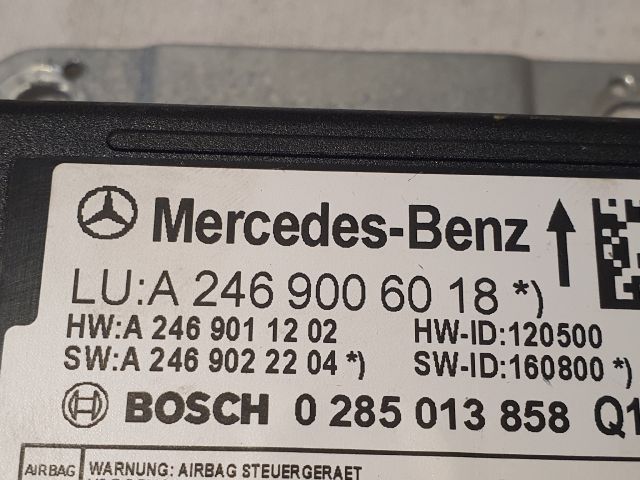 Mercedes-Benz
LU:A 246 900 60 18 *)
HW:A 246 901 12 02 HW-ID:120500
SW:A 246 902 22 04 *) SW-ID:160800 *)
BOSCH 0 285 013 858 Q1
AIRBAG WARNUNG: AIRBAG STEUERGERAET